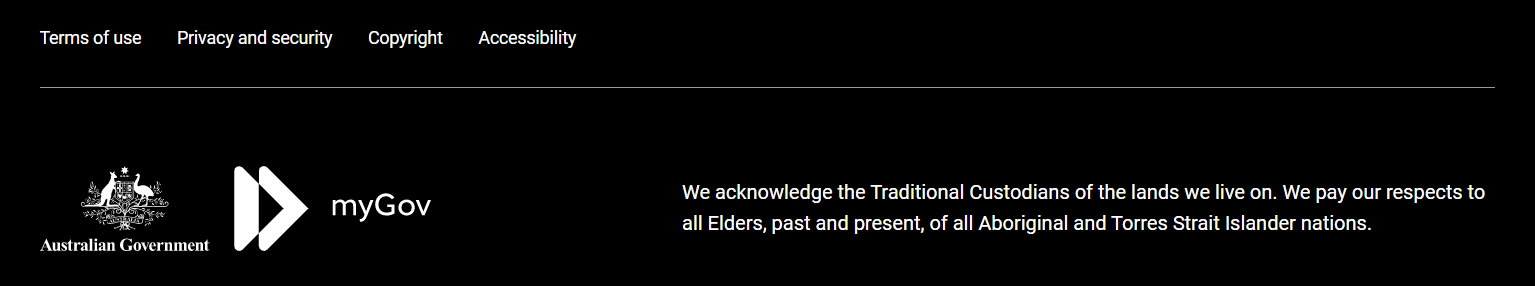 Terms of use Privacy and security Copyright Accessibility
Australian Government
myGov
We acknowledge the Traditional Custodians of the lands we live on. We pay our respects to
all Elders, past and present, of all Aboriginal and Torres Strait Islander nations.